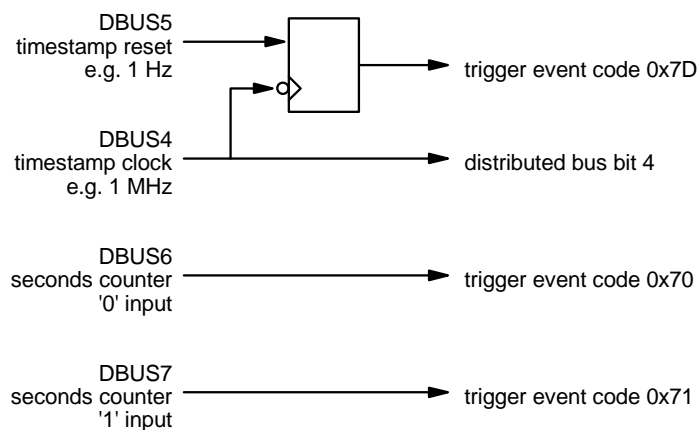 DBUS5
timestamp reset
e.g. 1 Hz
trigger event code 0x7D
DBUS4
timestamp clock
e.g. 1 MHz
distributed bus bit 4
DBUS6
seconds counter
'0' input
trigger event code 0x70
DBUS7
seconds counter
'1' input
trigger event code 0x71